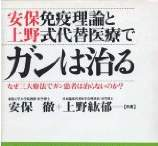 安保免疫理論と
上野式代替医療で
ガンは治る
なぜ三大療法でガン患者は治らないのか?
安保 徹+上野紘郁